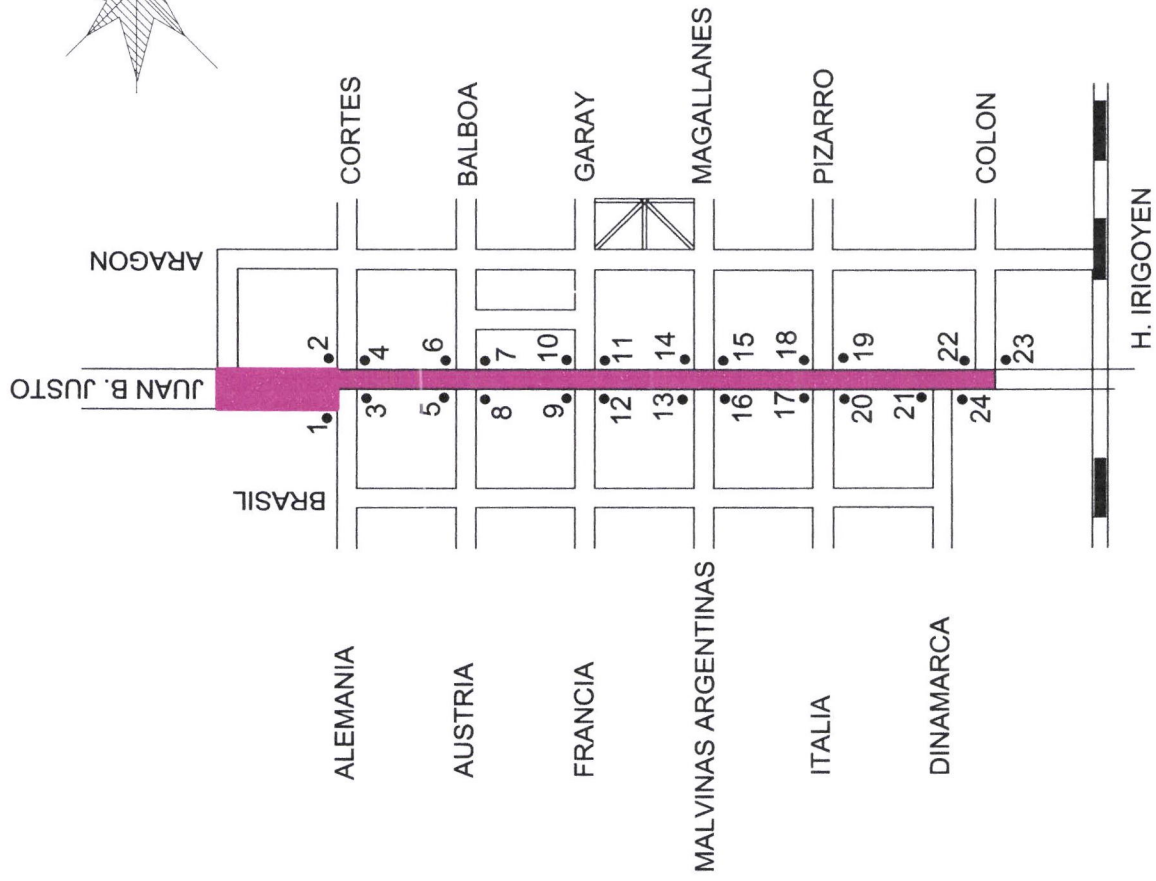 JUAN B. JUSTO
ARAGON
BRASIL
CORTES
BALBOA
GARAY
MAGALLANES
PIZARRO
COLON
ALEMANIA
AUSTRIA
FRANCIA
MALVINAS ARGENTINAS
ITALIA
DINAMARCA
H. IRIGOYEN
1
2
3
4
5
6
8
7
9
10
12
11
13
14
16
15
17
18
20
19
21
22
24
23